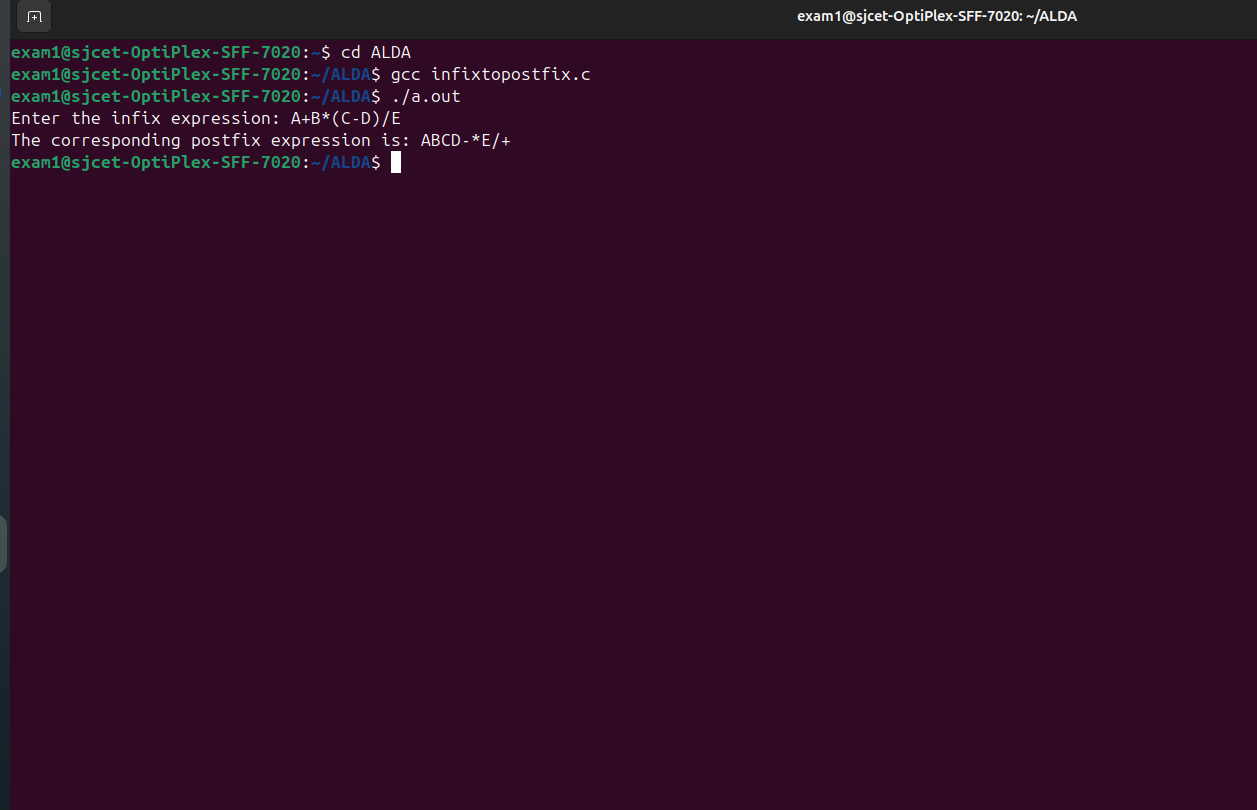 exam1@sjcet-OptiPlex-SFF-7020: ~/ALDA
exam1@sjcet-OptiPlex-SFF-7020:~$ cd ALDA
exam1@sjcet-OptiPlex-SFF-7020:~/ALDA$ gcc infixtopostfix.c
exam1@sjcet-OptiPlex-SFF-7020:~/ALDA$ ./a.out
Enter the infix expression: A+B*(C-D)/E
The corresponding postfix expression is: ABCD-*E/+
exam1@sjcet-OptiPlex-SFF-7020:~/ALDA$